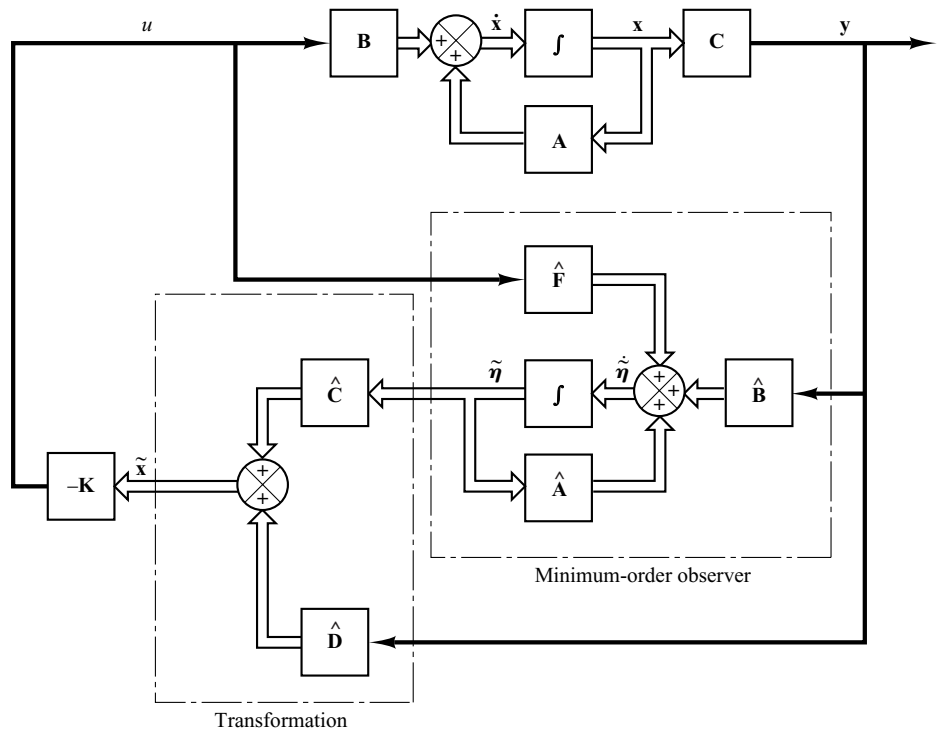 u
B
+
+
ẋ
∫
x
C
y
A
F̂
Ĉ
η̃
∫
η̃̇
+
+
+
B̂
–K
x̃
+
+
Â
Minimum-order observer
D̂
Transformation